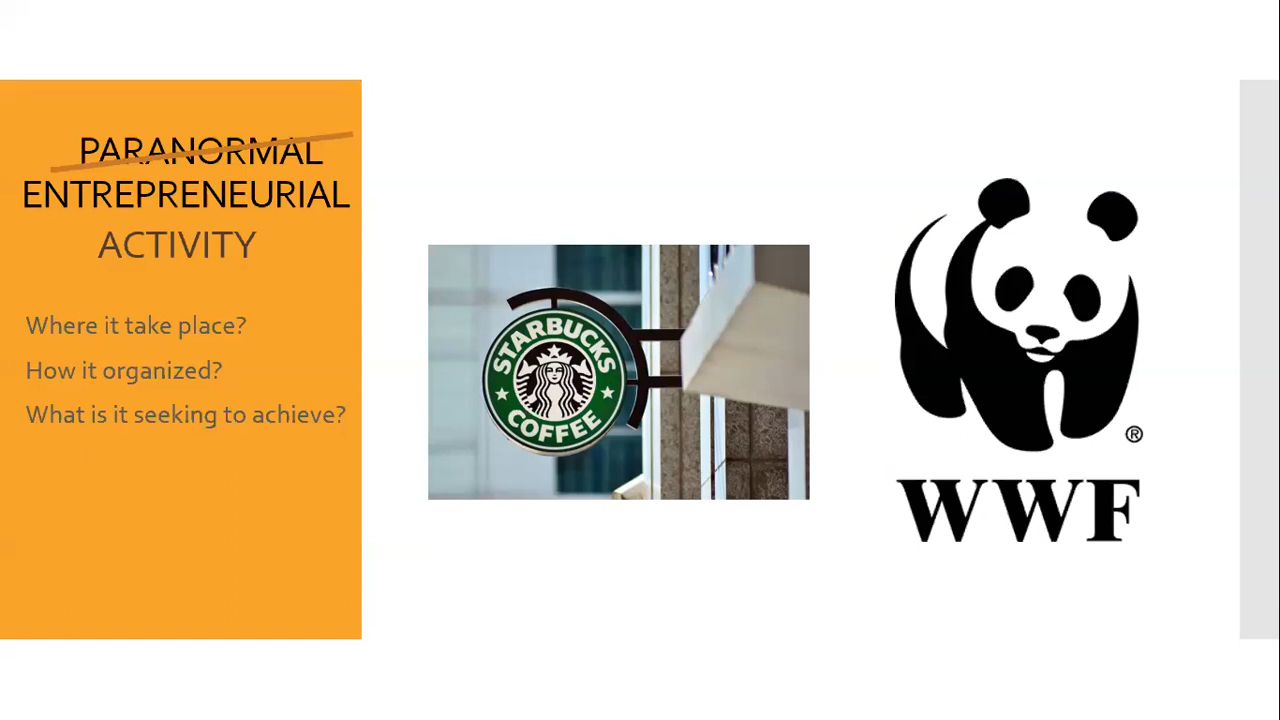 PARANORMAL
ENTREPRENEURIAL
ACTIVITY
Where it take place?
How it organized?
What is it seeking to achieve?
STARBUCKS
COFFEE
®
WWF